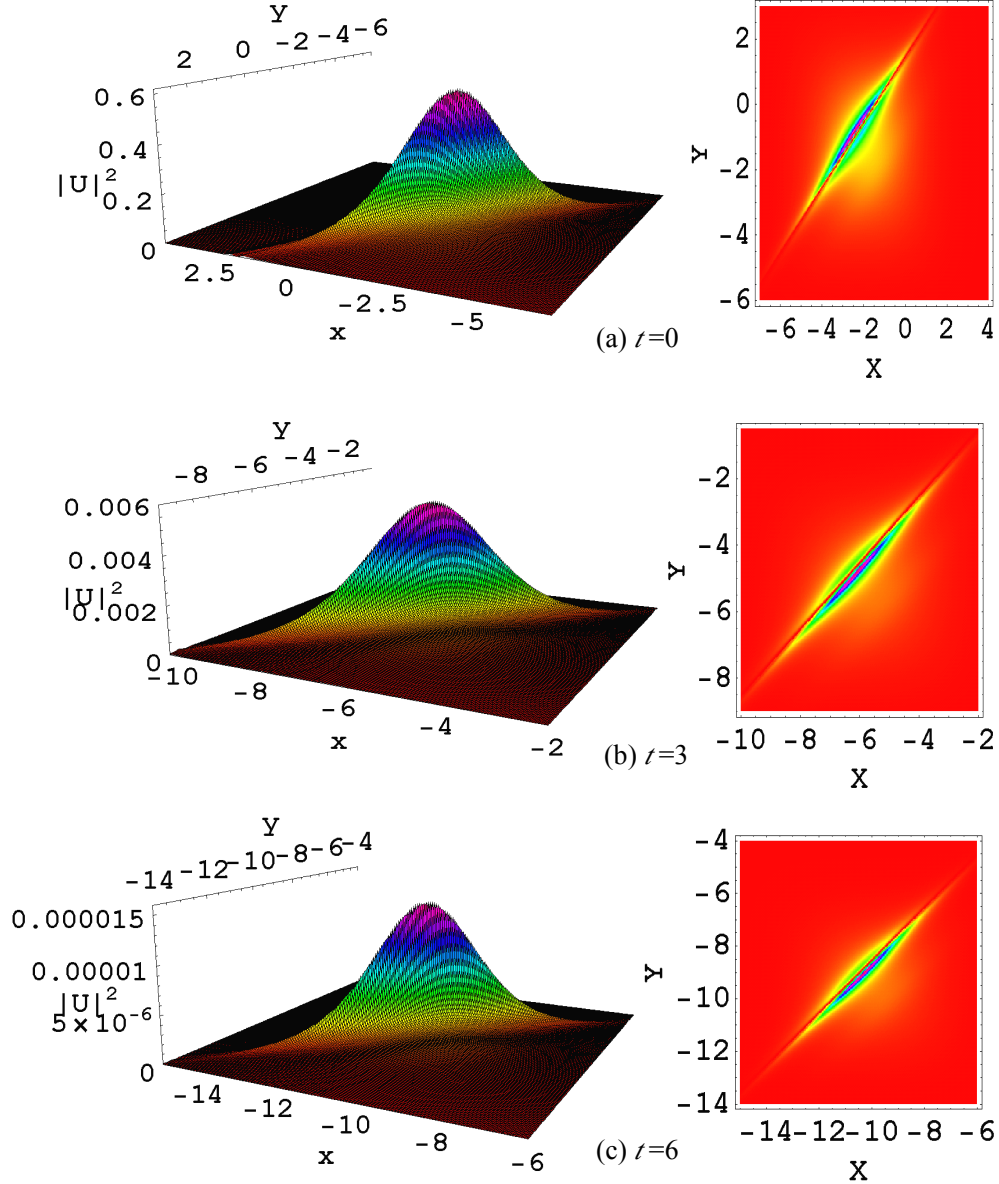 Y
2 0 -2 -4 -6
0.6
0.4
|U|²
0.2
0
2.5 0 -2.5 -5
x
2
0
Y
-2
-4
-6
-6 -4 -2 0 2 4
X
(a) t=0
Y
-8 -6 -4 -2
0.006
0.004
|U|²
0.002
0
-10 -8 -6 -4 -2
x
-2
-4
Y
-6
-8
-10 -8 -6 -4 -2
X
(b) t=3
Y
-14 -12 -10 -8 -6 -4
0.000015
0.00001
|U|²
5×10⁻⁶
0
-14 -12 -10 -8 -6
x
-4
-6
-8
Y
-10
-12
-14
-14 -12 -10 -8 -6
X
(c) t=6